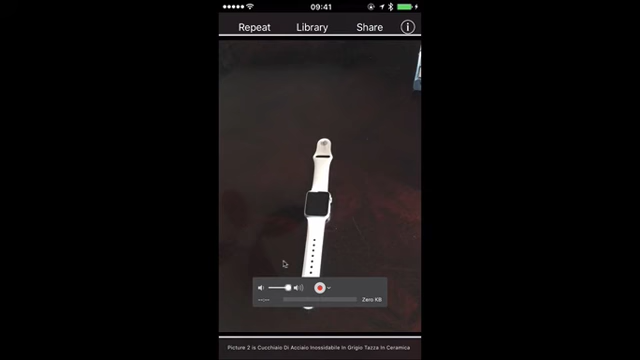 09:41
Repeat Library Share i
--:-- Zero KB
Picture 2 is Cucchiaio Di Acciaio Inossidabile In Grigio Tazza In Ceramica